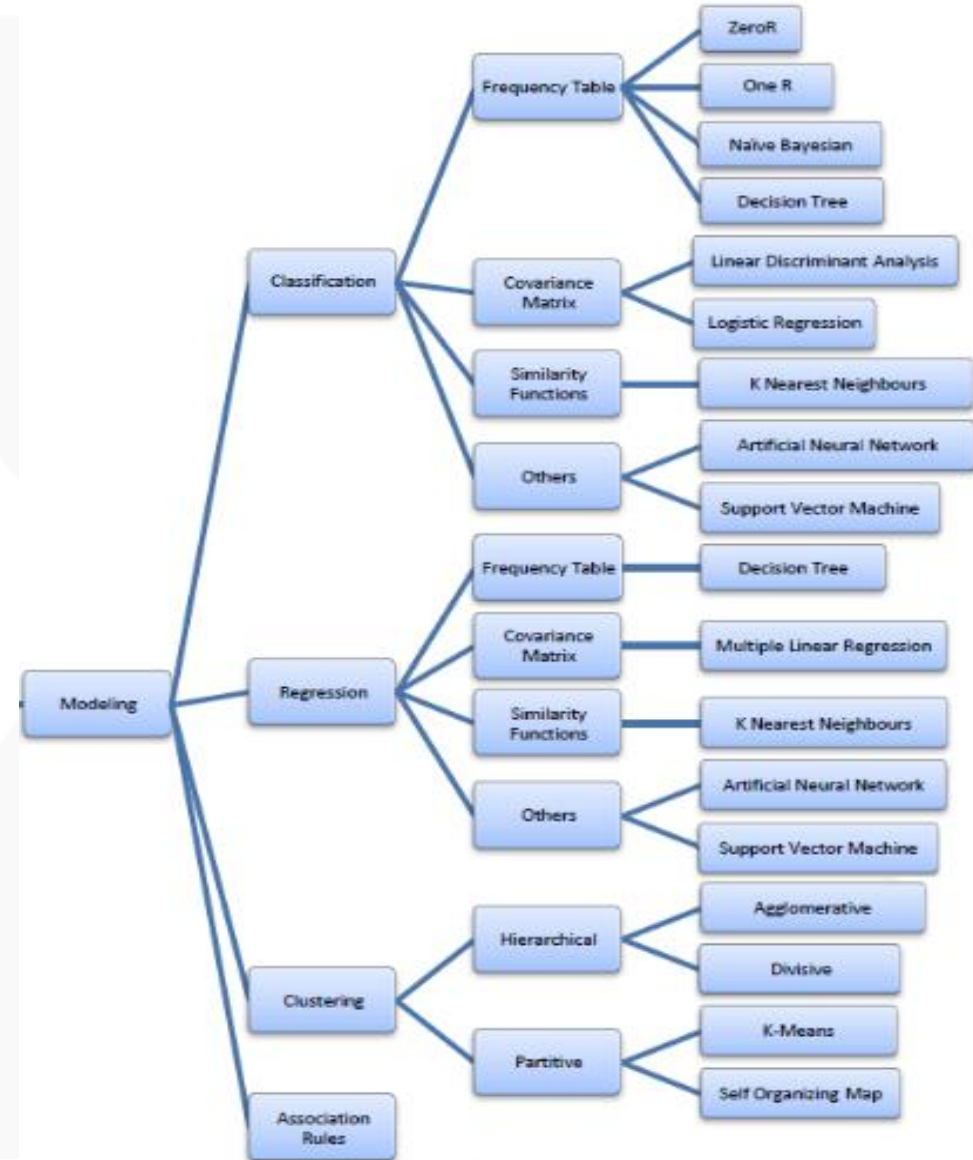 ZeroR
Frequency Table
One R
Naïve Bayesian
Decision Tree
Classification
Covariance
Matrix
Linear Discriminant Analysis
Logistic Regression
Similarity
Functions
K Nearest Neighbours
Others
Artificial Neural Network
Support Vector Machine
Frequency Table
Decision Tree
Modeling
Regression
Covariance
Matrix
Multiple Linear Regression
Similarity
Functions
K Nearest Neighbours
Others
Artificial Neural Network
Support Vector Machine
Clustering
Hierarchical
Agglomerative
Divisive
Partitive
K-Means
Self Organizing Map
Association
Rules